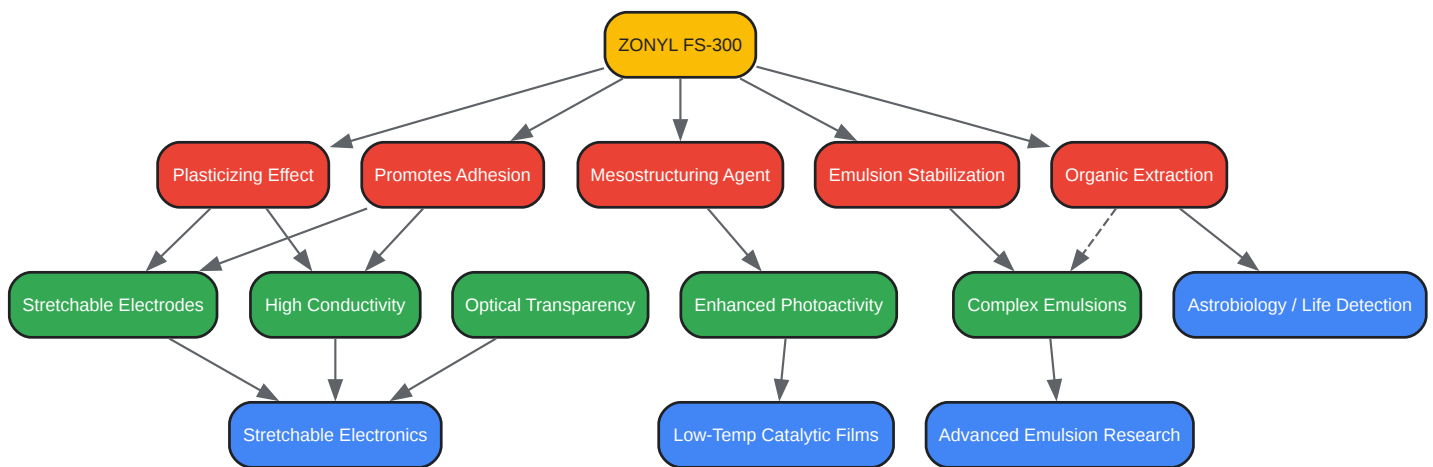 ZONYL FS-300
Plasticizing Effect
Promotes Adhesion
Mesostructuring Agent
Emulsion Stabilization
Organic Extraction
Stretchable Electrodes
High Conductivity
Optical Transparency
Enhanced Photoactivity
Complex Emulsions
Astrobiology / Life Detection
Stretchable Electronics
Low-Temp Catalytic Films
Advanced Emulsion Research